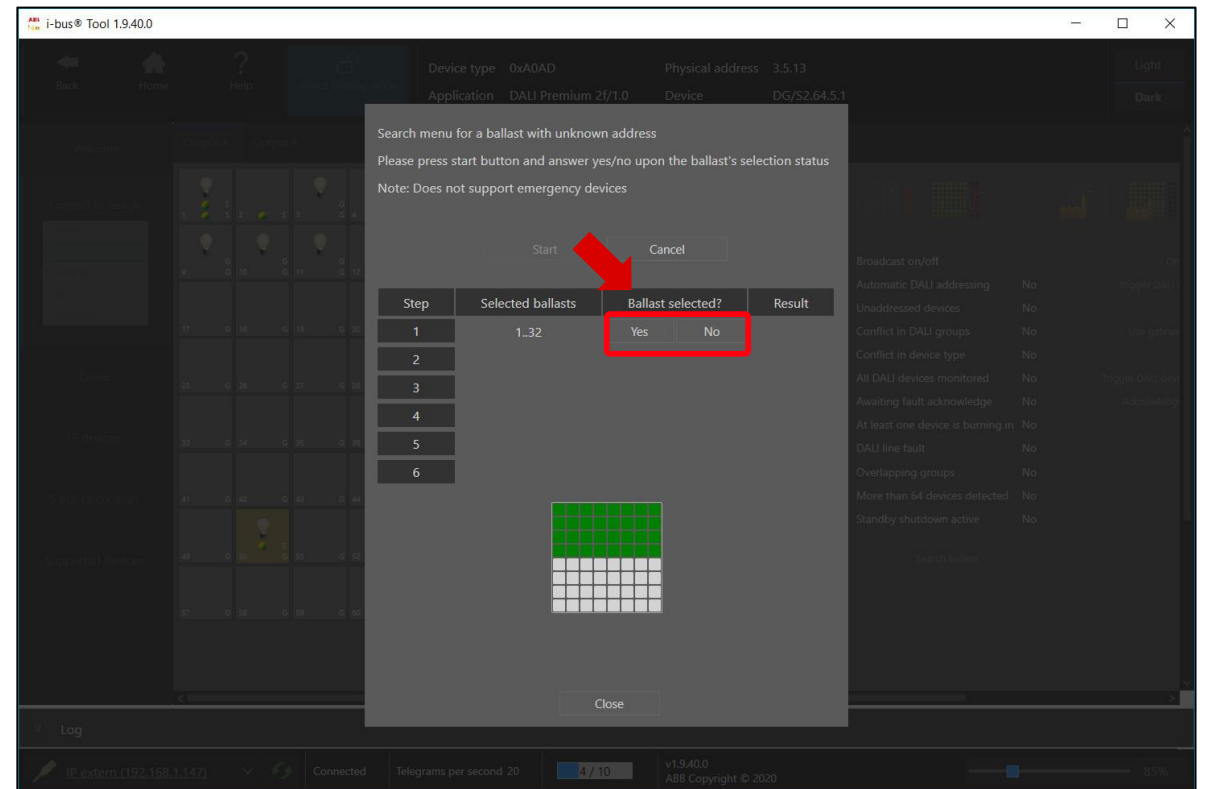 i-bus® Tool 1.9.40.0
Back
Home
Help
Device type 0xA0AD
Physical address 3.5.13
Application DALI Premium 2f/1.0
Device DG/S2.64.5.1
Light
Dark
Welcome
Search menu for a ballast with unknown address
Please press start button and answer yes/no upon the ballast's selection status
Note: Does not support emergency devices
Start
Cancel
Step Selected ballasts Ballast selected? Result
1 1..32 Yes No
2
3
4
5
6
Close
Broadcast on/off On
Automatic DALI addressing No
Unaddressed devices No
Conflict in DALI groups No
Conflict in device type No
All DALI devices monitored No
Awaiting fault acknowledge No
At least one device is burning in No
DALI line fault No
Overlapping groups No
More than 64 devices detected No
Standby shutdown active No
Log
IP extern (192.168.1.147)
Connected
Telegrams per second 20
4 / 10
v1.9.40.0
ABB Copyright © 2020
85%